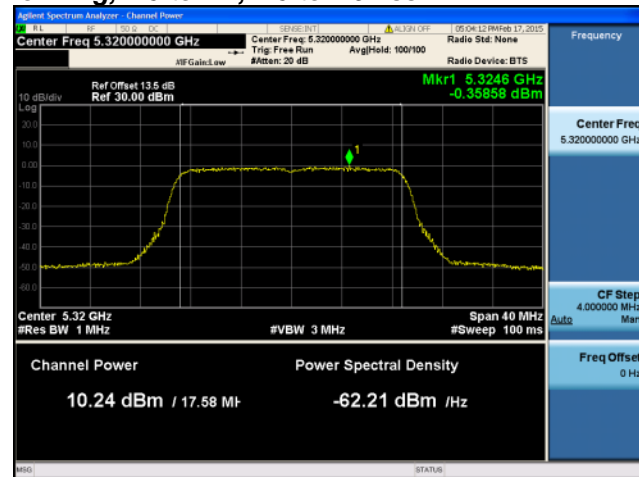 Agilent Spectrum Analyzer - Channel Power
RL RF 50 Ω DC SENSE:INT ALIGN OFF 05:04:12 PM Feb 17, 2015
Center Freq 5.320000000 GHz
Center Freq: 5.320000000 GHz
Radio Std: None
Trig: Free Run Avg|Hold: 100/100
#IFGain:Low #Atten: 20 dB Radio Device: BTS
Frequency
Ref Offset 13.5 dB
10 dB/div Ref 30.00 dBm
Mkr1 5.3246 GHz
-0.35858 dBm
Log
20.0
10.0
0.00
-10.0
-20.0
-30.0
-40.0
-50.0
-60.0
1
Center Freq
5.320000000 GHz
Center 5.32 GHz Span 40 MHz
#Res BW 1 MHz #VBW 3 MHz #Sweep 100 ms
CF Step
4.000000 MHz
Auto Man
Channel Power Power Spectral Density
10.24 dBm / 17.58 MH -62.21 dBm /Hz
Freq Offset
0 Hz
MSG STATUS